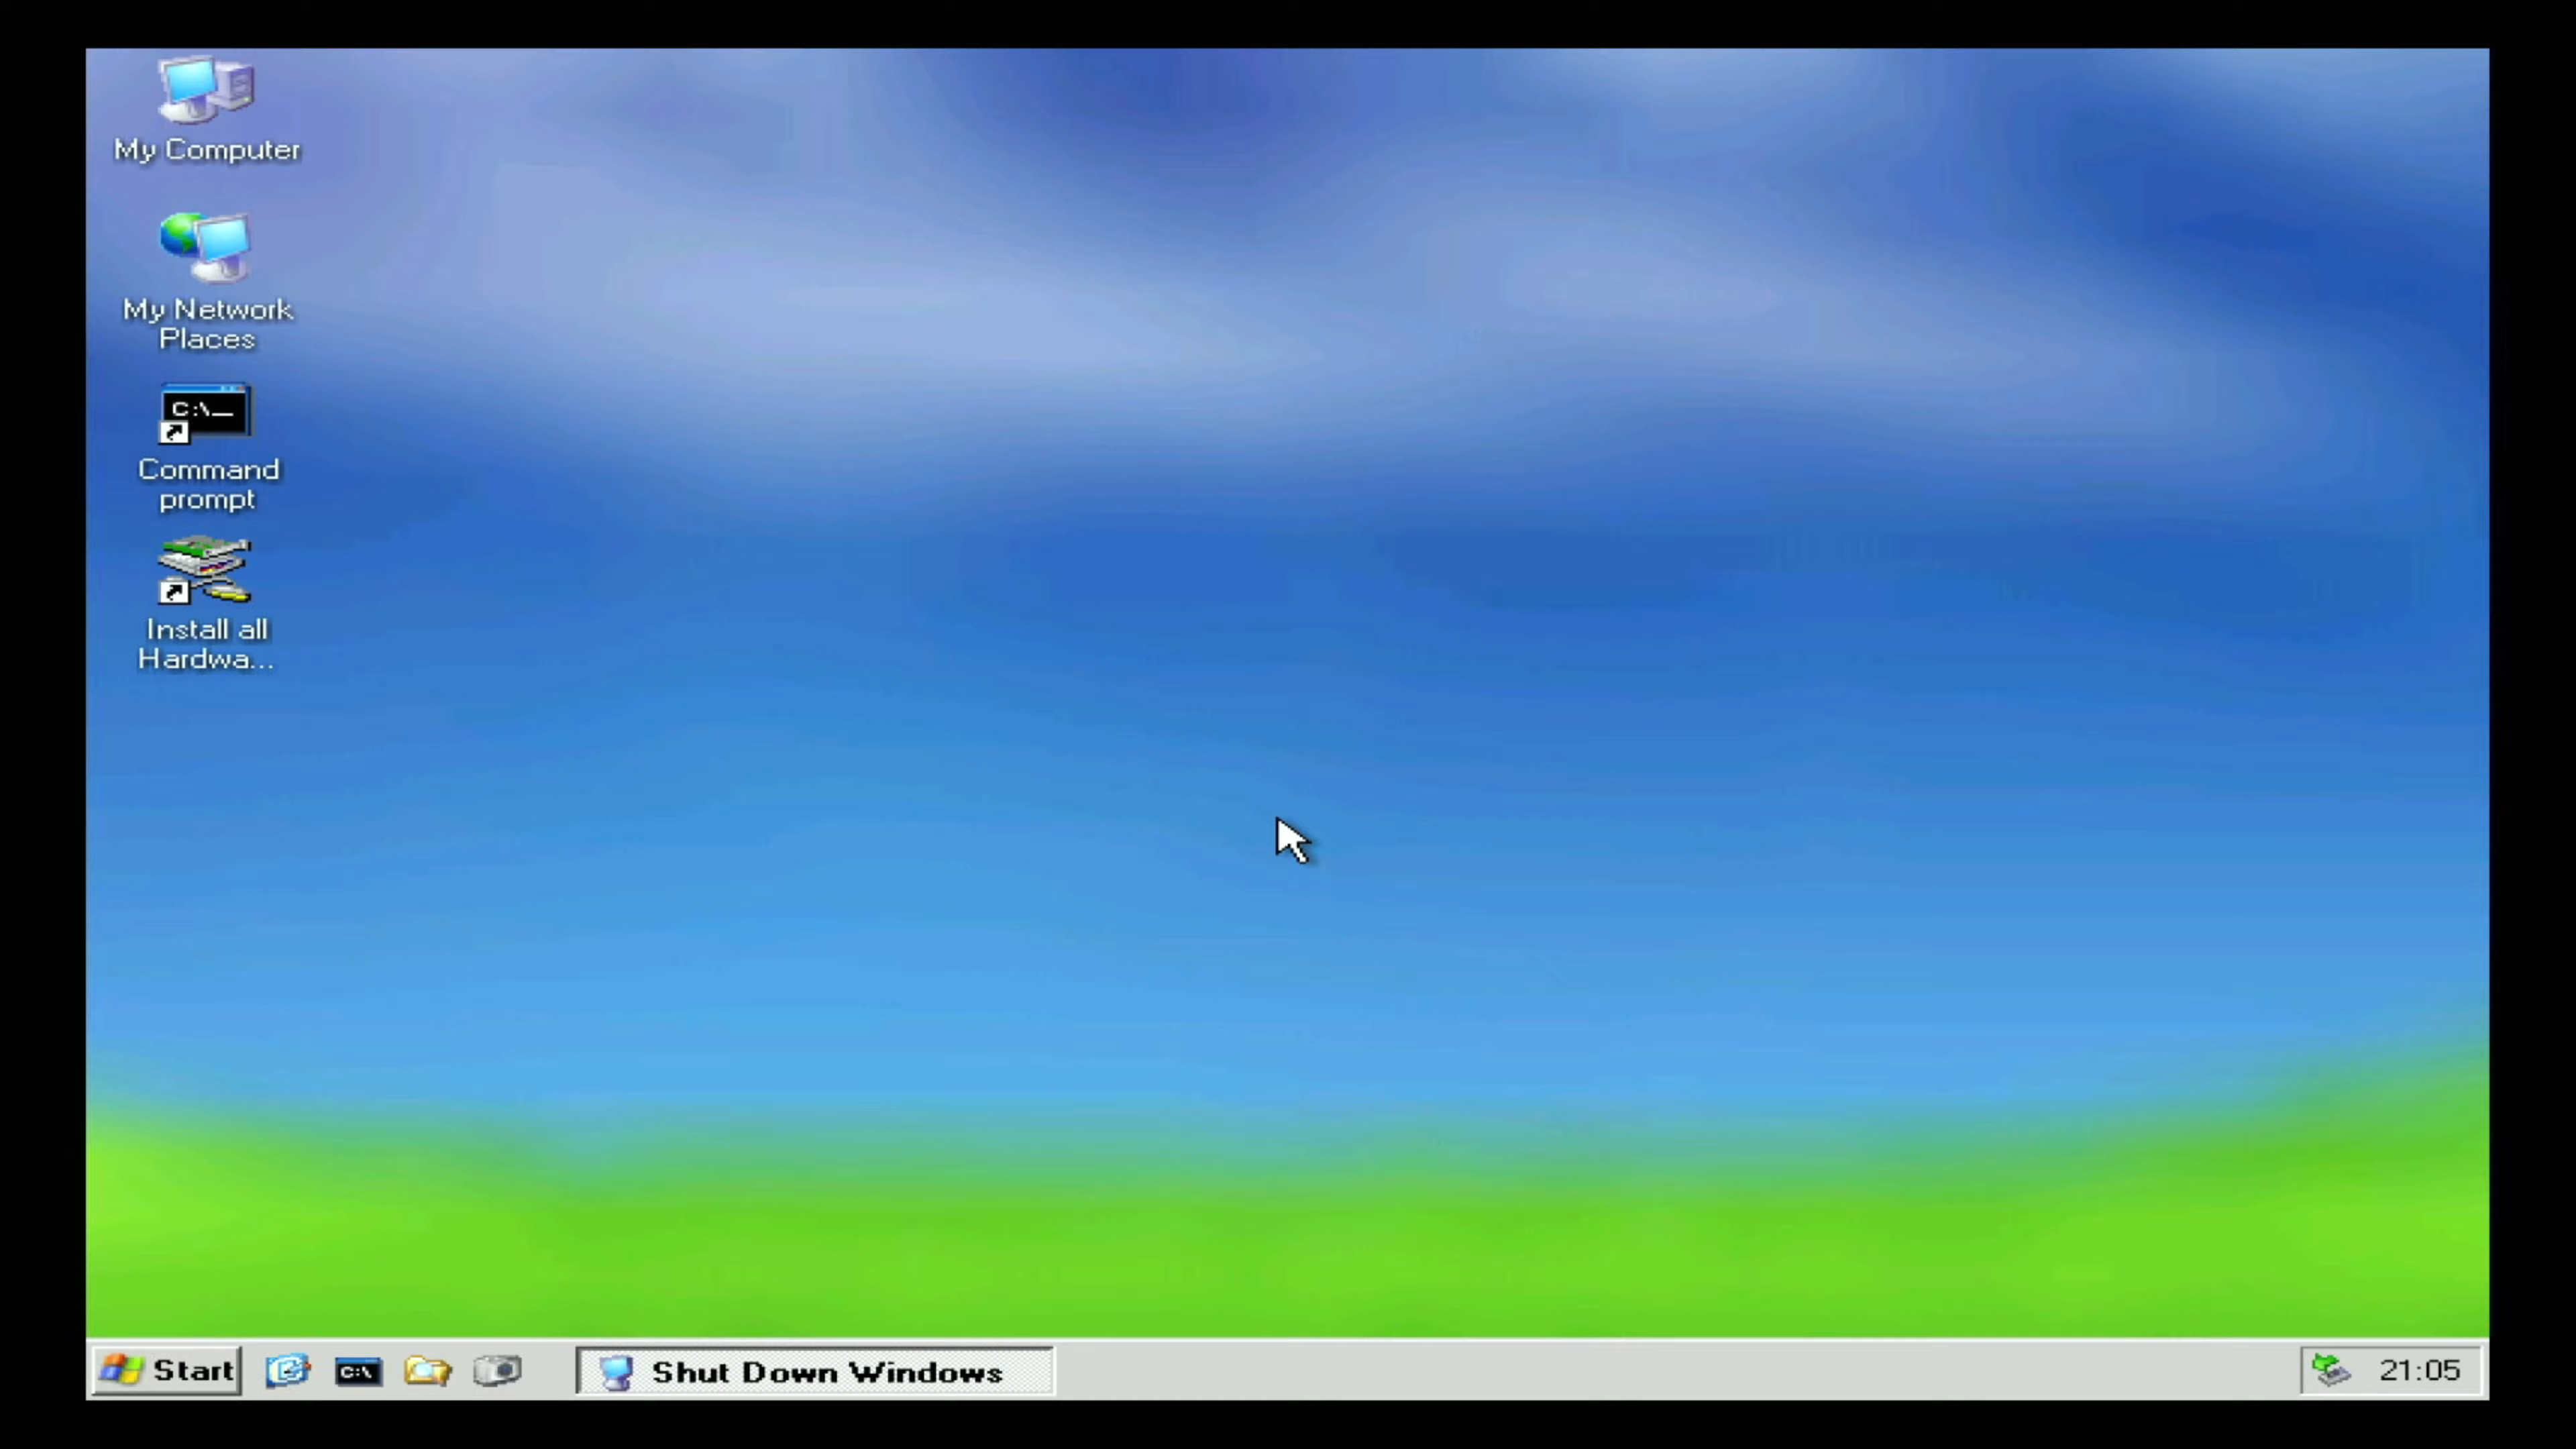 My Computer
My Network
Places
C:\_
Command
prompt
Install all
Hardwa...
Start
C:\
Shut Down Windows
21:05